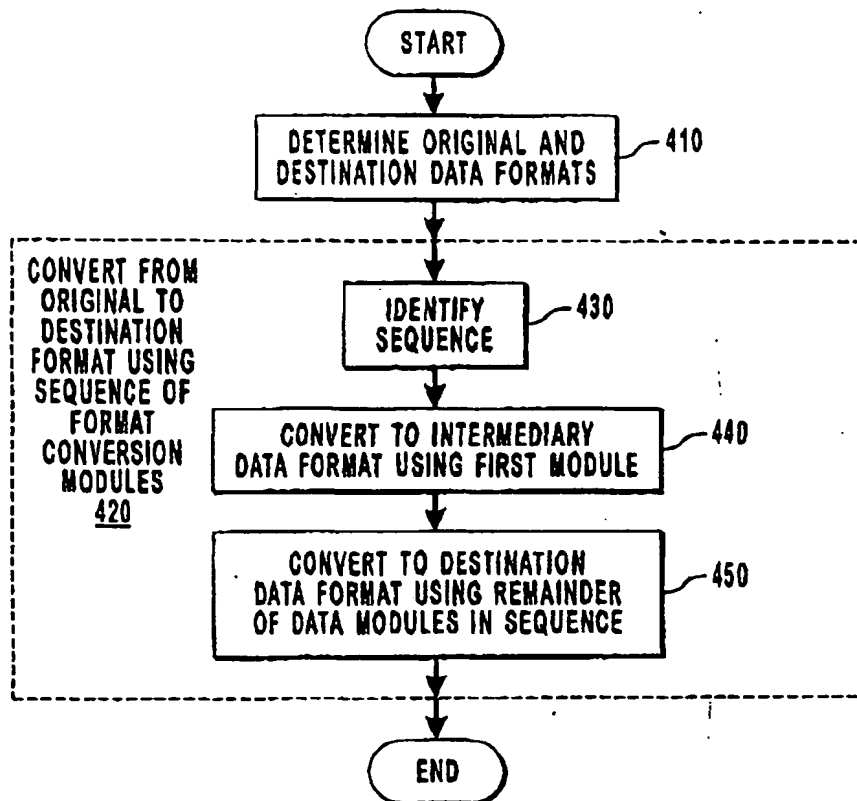 START
DETERMINE ORIGINAL AND
DESTINATION DATA FORMATS
410
CONVERT FROM
ORIGINAL TO
DESTINATION
FORMAT USING
SEQUENCE OF
FORMAT
CONVERSION
MODULES
420
IDENTIFY
SEQUENCE
430
CONVERT TO INTERMEDIARY
DATA FORMAT USING FIRST MODULE
440
CONVERT TO DESTINATION
DATA FORMAT USING REMAINDER
OF DATA MODULES IN SEQUENCE
450
END